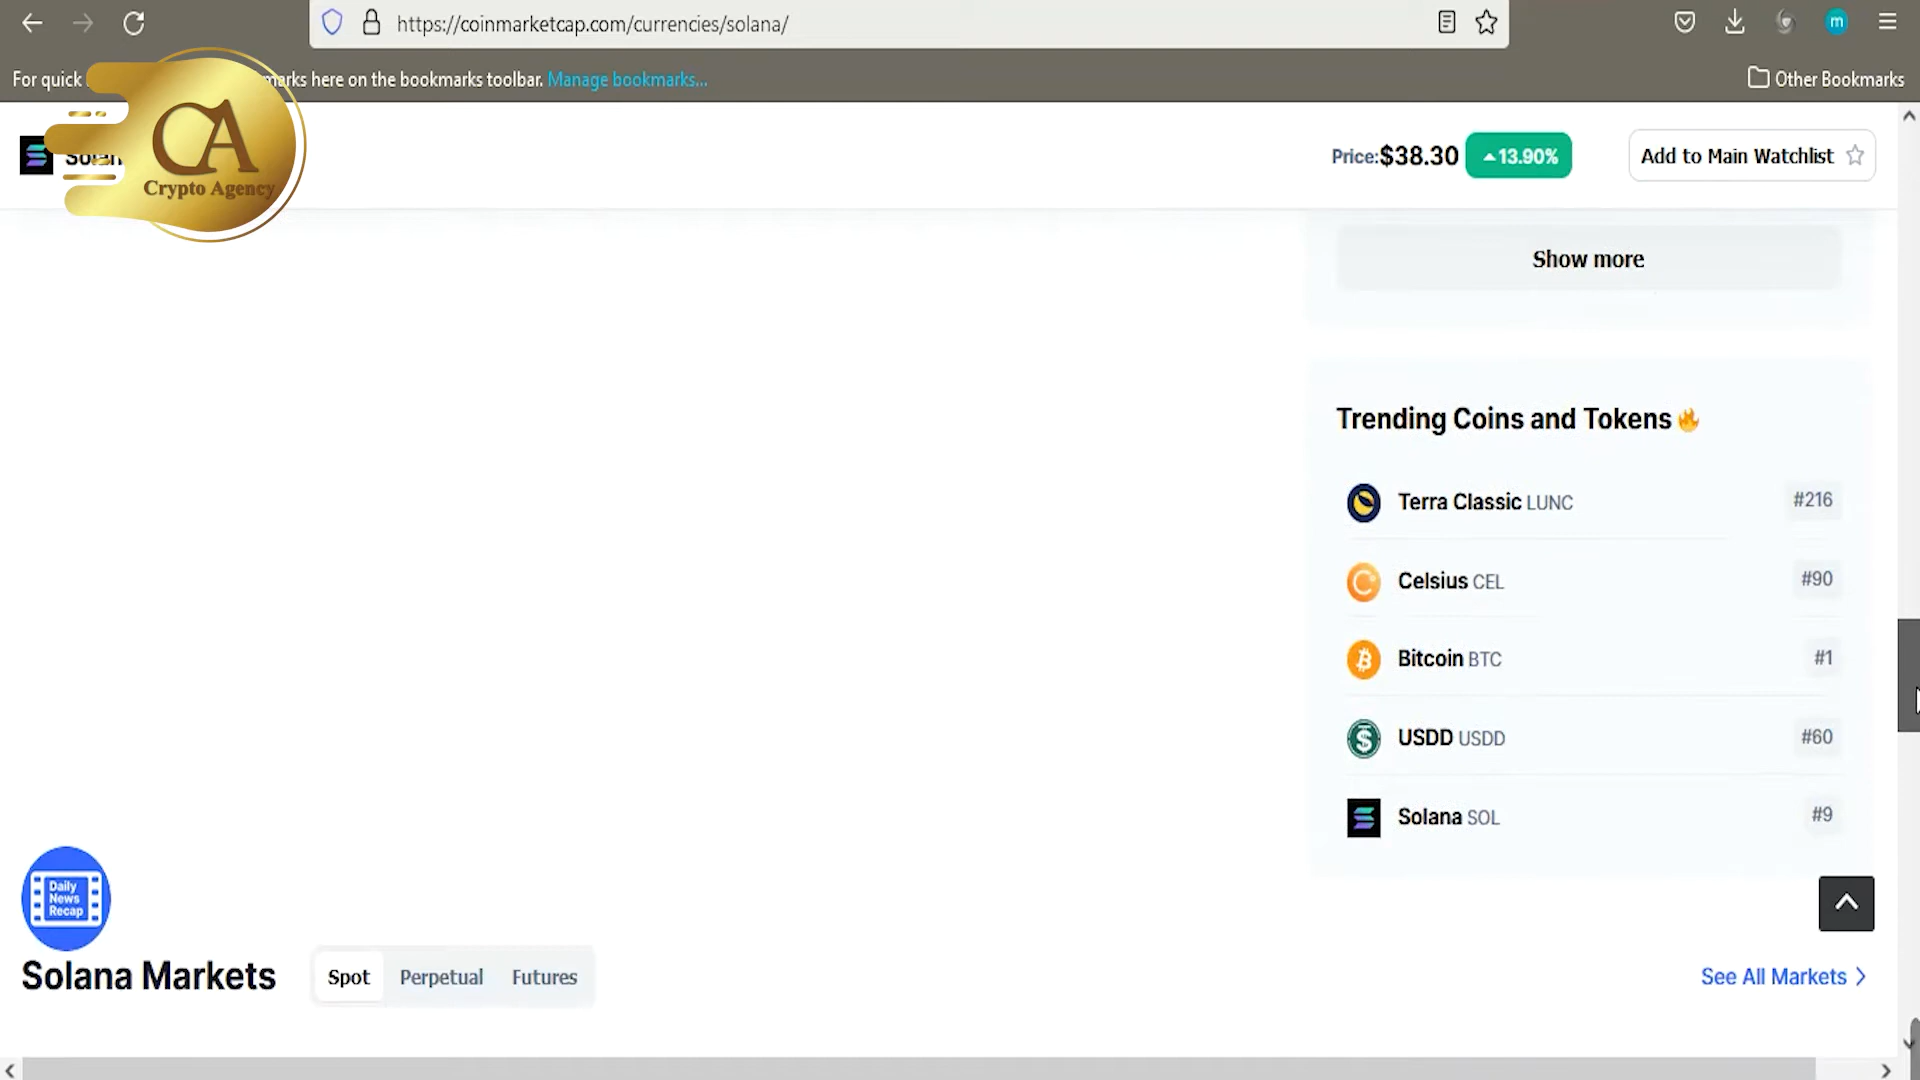 https://coinmarketcap.com/currencies/solana/
m
For quick
marks here on the bookmarks toolbar. Manage bookmarks...
Other Bookmarks
CA
Crypto Agency
Solan
Price:$38.30
13.90%
Add to Main Watchlist
Show more
Trending Coins and Tokens
Terra Classic LUNC #216
Celsius CEL #90
Bitcoin BTC #1
USDD USDD #60
Solana SOL #9
Daily
News
Recap
Solana Markets
Spot Perpetual Futures
See All Markets